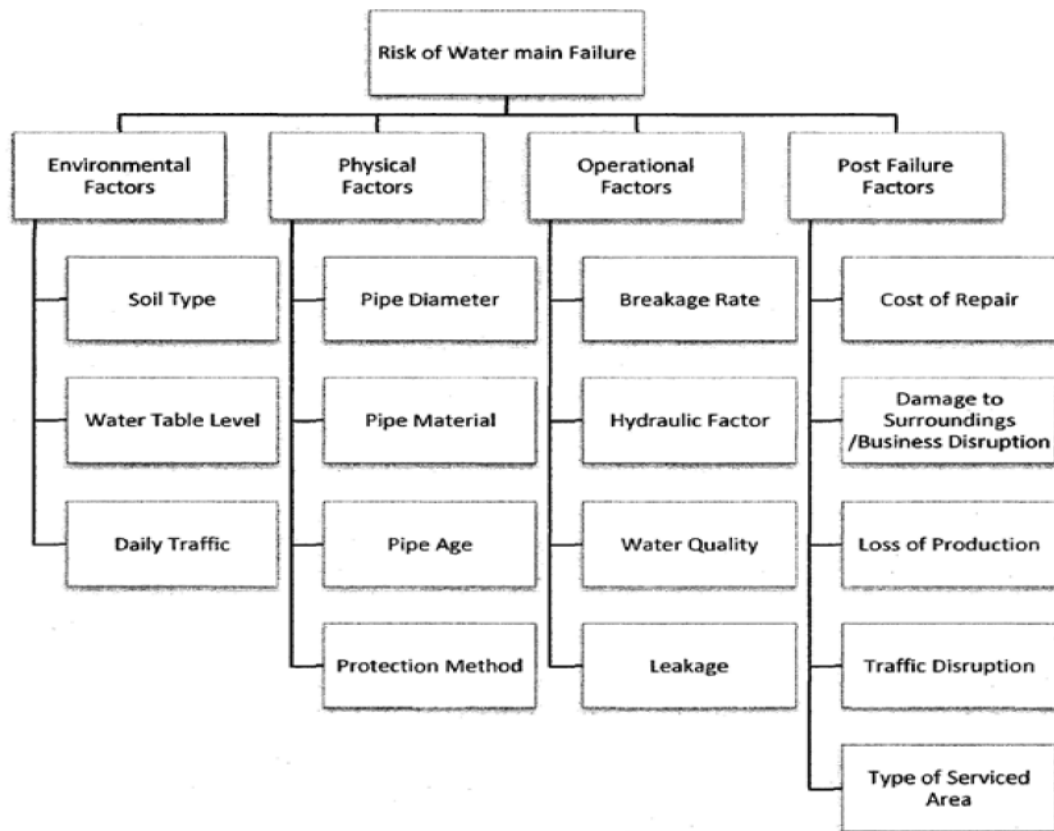 Risk of Water main Failure
Environmental
Factors
Physical
Factors
Operational
Factors
Post Failure
Factors
Soil Type
Pipe Diameter
Breakage Rate
Cost of Repair
Water Table Level
Pipe Material
Hydraulic Factor
Damage to
Surroundings
/Business Disruption
Daily Traffic
Pipe Age
Water Quality
Loss of Production
Protection Method
Leakage
Traffic Disruption
Type of Serviced
Area